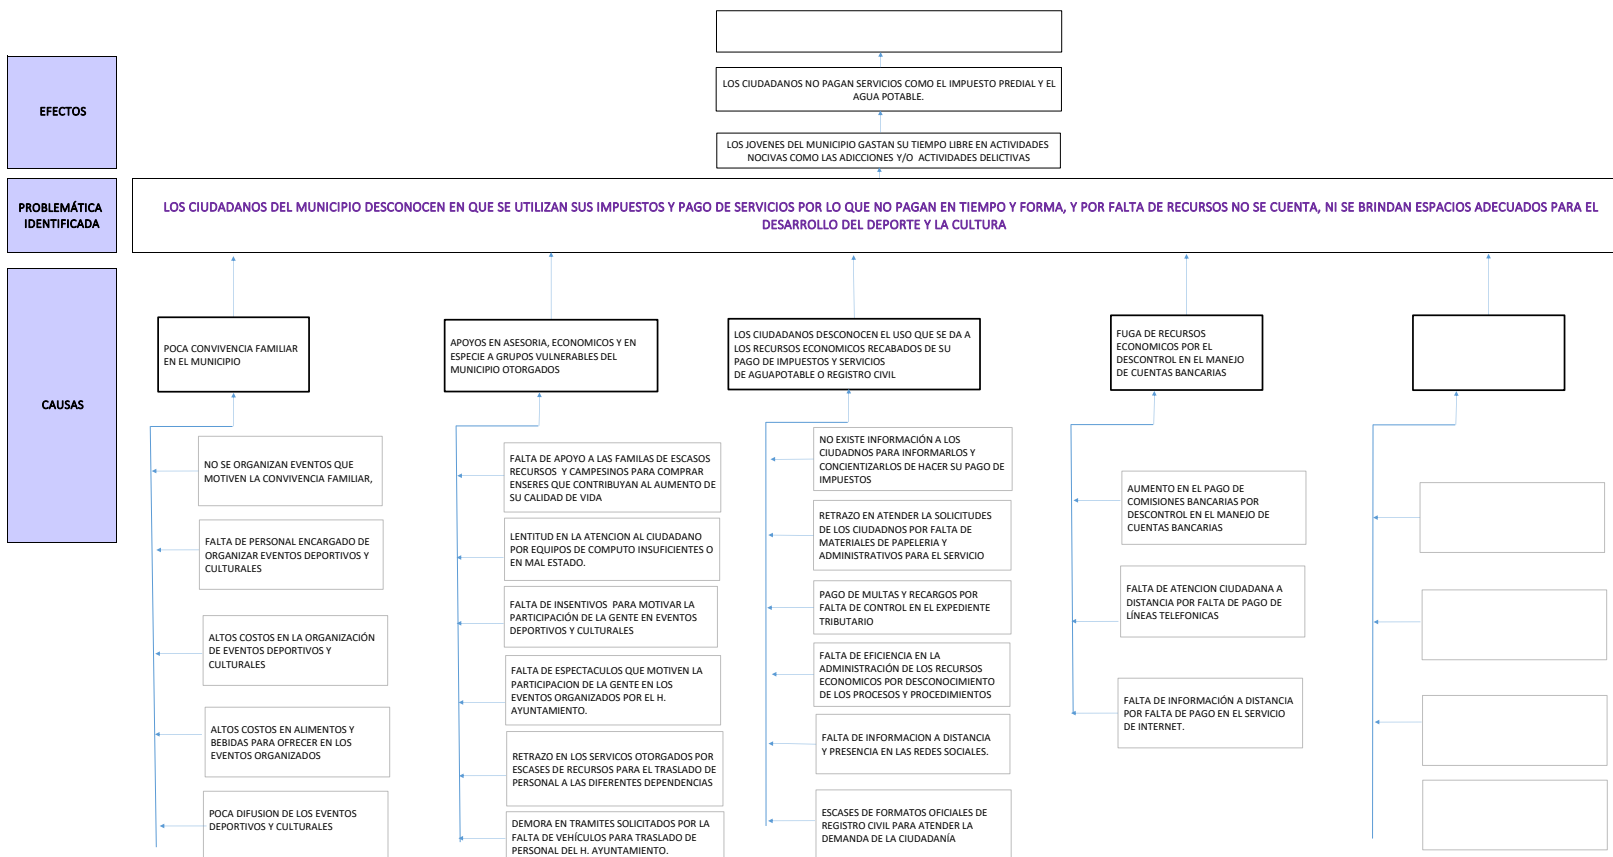 LOS CIUDADANOS NO PAGAN SERVICIOS COMO EL IMPUESTO PREDIAL Y EL
AGUA POTABLE.
EFECTOS
LOS JOVENES DEL MUNICIPIO GASTAN SU TIEMPO LIBRE EN ACTIVIDADES
NOCIVAS COMO LAS ADICCIONES Y/O ACTIVIDADES DELICTIVAS
PROBLEMÁTICA
IDENTIFICADA
LOS CIUDADANOS DEL MUNICIPIO DESCONOCEN EN QUE SE UTILIZAN SUS IMPUESTOS Y PAGO DE SERVICIOS POR LO QUE NO PAGAN EN TIEMPO Y FORMA, Y POR FALTA DE RECURSOS NO SE CUENTA, NI SE BRINDAN ESPACIOS ADECUADOS PARA EL
DESARROLLO DEL DEPORTE Y LA CULTURA
CAUSAS
POCA CONVIVENCIA FAMILIAR
EN EL MUNICIPIO
NO SE ORGANIZAN EVENTOS QUE
MOTIVEN LA CONVIVENCIA FAMILIAR,
FALTA DE PERSONAL ENCARGADO DE
ORGANIZAR EVENTOS DEPORTIVOS Y
CULTURALES
ALTOS COSTOS EN LA ORGANIZACIÓN
DE EVENTOS DEPORTIVOS Y
CULTURALES
ALTOS COSTOS EN ALIMENTOS Y
BEBIDAS PARA OFRECER EN LOS
EVENTOS ORGANIZADOS
POCA DIFUSION DE LOS EVENTOS
DEPORTIVOS Y CULTURALES
APOYOS EN ASESORIA, ECONOMICOS Y EN
ESPECIE A GRUPOS VULNERABLES DEL
MUNICIPIO OTORGADOS
FALTA DE APOYO A LAS FAMILAS DE ESCASOS
RECURSOS Y CAMPESINOS PARA COMPRAR
ENSERES QUE CONTRIBUYAN AL AUMENTO DE
SU CALIDAD DE VIDA
LENTITUD EN LA ATENCION AL CIUDADANO
POR EQUIPOS DE COMPUTO INSUFICIENTES O
EN MAL ESTADO.
FALTA DE INSENTIVOS PARA MOTIVAR LA
PARTICIPACIÓN DE LA GENTE EN EVENTOS
DEPORTIVOS Y CULTURALES
FALTA DE ESPECTACULOS QUE MOTIVEN LA
PARTICIPACION DE LA GENTE EN LOS
EVENTOS ORGANIZADOS POR EL H.
AYUNTAMIENTO.
RETRAZO EN LOS SERVICOS OTORGADOS POR
ESCASES DE RECURSOS PARA EL TRASLADO DE
PERSONAL A LAS DIFERENTES DEPENDENCIAS
DEMORA EN TRAMITES SOLICITADOS POR LA
FALTA DE VEHÍCULOS PARA TRASLADO DE
PERSONAL DEL H. AYUNTAMIENTO.
LOS CIUDADANOS DESCONOCEN EL USO QUE SE DA A
LOS RECURSOS ECONOMICOS RECABADOS DE SU
PAGO DE IMPUESTOS Y SERVICIOS
DE AGUAPOTABLE O REGISTRO CIVIL
NO EXISTE INFORMACIÓN A LOS
CIUDADNOS PARA INFORMARLOS Y
CONCIENTIZARLOS DE HACER SU PAGO DE
IMPUESTOS
RETRAZO EN ATENDER LA SOLICITUDES
DE LOS CIUDADNOS POR FALTA DE
MATERIALES DE PAPELERIA Y
ADMINISTRATIVOS PARA EL SERVICIO
PAGO DE MULTAS Y RECARGOS POR
FALTA DE CONTROL EN EL EXPEDIENTE
TRIBUTARIO
FALTA DE EFICIENCIA EN LA
ADMINISTRACIÓN DE LOS RECURSOS
ECONOMICOS POR DESCONOCIMIENTO
DE LOS PROCESOS Y PROCEDIMIENTOS
FALTA DE INFORMACION A DISTANCIA
Y PRESENCIA EN LAS REDES SOCIALES.
ESCASES DE FORMATOS OFICIALES DE
REGISTRO CIVIL PARA ATENDER LA
DEMANDA DE LA CIUDADANÍA
FUGA DE RECURSOS
ECONOMICOS POR EL
DESCONTROL EN EL MANEJO
DE CUENTAS BANCARIAS
AUMENTO EN EL PAGO DE
COMISIONES BANCARIAS POR
DESCONTROL EN EL MANEJO DE
CUENTAS BANCARIAS
FALTA DE ATENCION CIUDADANA A
DISTANCIA POR FALTA DE PAGO DE
LÍNEAS TELEFONICAS
FALTA DE INFORMACIÓN A DISTANCIA
POR FALTA DE PAGO EN EL SERVICIO
DE INTERNET.